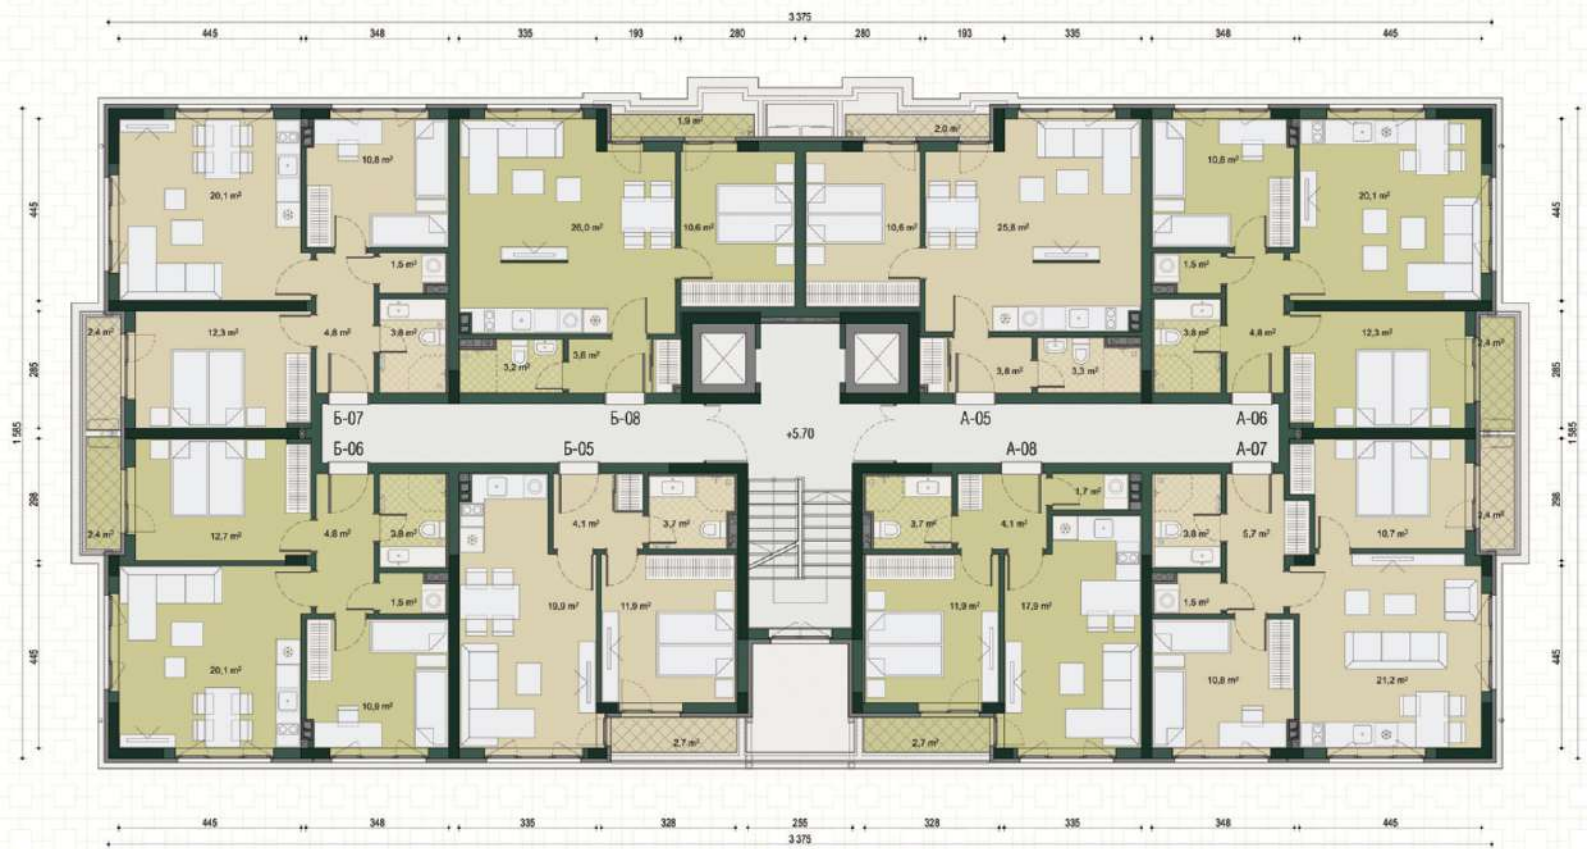 3 375
445 348 335 193 280 280 193 335 348 445
1,9 m²
2,0 m²
10,8 m²
10,6 m²
20,1 m²
26,0 m²
10,6 m²
10,6 m²
25,8 m²
20,1 m²
445
445
1,5 m²
1,5 m²
2,4 m²
12,3 m²
4,8 m²
3,8 m²
3,8 m²
4,8 m²
12,3 m²
2,4 m²
3,2 m²
3,6 m²
3,8 m²
3,3 m²
285
285
Б-07
Б-08
А-05
А-06
1 585
+5.70
1 585
Б-06
Б-05
А-08
А-07
298
298
1,7 m²
2,4 m²
12,7 m²
4,8 m²
3,8 m²
4,1 m²
3,7 m²
3,7 m²
4,1 m²
3,8 m²
5,7 m²
10,7 m²
2,4 m²
1,5 m²
19,9 m²
11,9 m²
11,9 m²
17,9 m²
1,5 m²
445
445
20,1 m²
10,9 m²
10,8 m²
21,2 m²
2,7 m²
2,7 m²
445 348 335 328 255 328 335 348 445
3 375